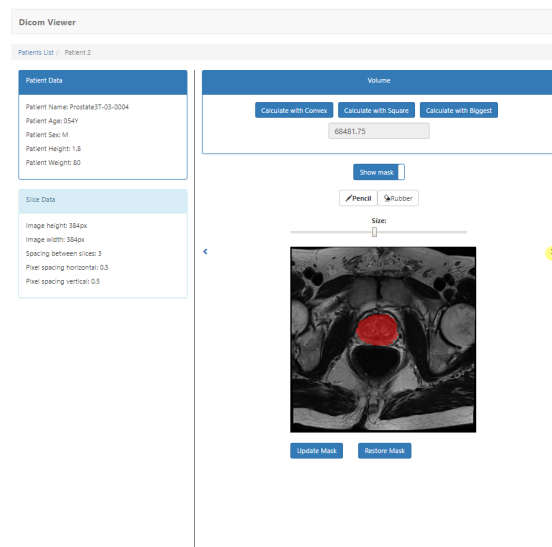 Dicom Viewer
Patients List / Patient 2
Patient Data
Patient Name: Prostate3T-03-0004
Patient Age: 054Y
Patient Sex: M
Patient Height: 1.8
Patient Weight: 80
Slice Data
Image height: 384px
Image width: 384px
Spacing between slices: 3
Pixel spacing horizontal: 0.5
Pixel spacing vertical: 0.5
Volume
Calculate with Convex Calculate with Square Calculate with Biggest
68481.75
Show mask
Pencil Rubber
Size:
Update Mask Restore Mask